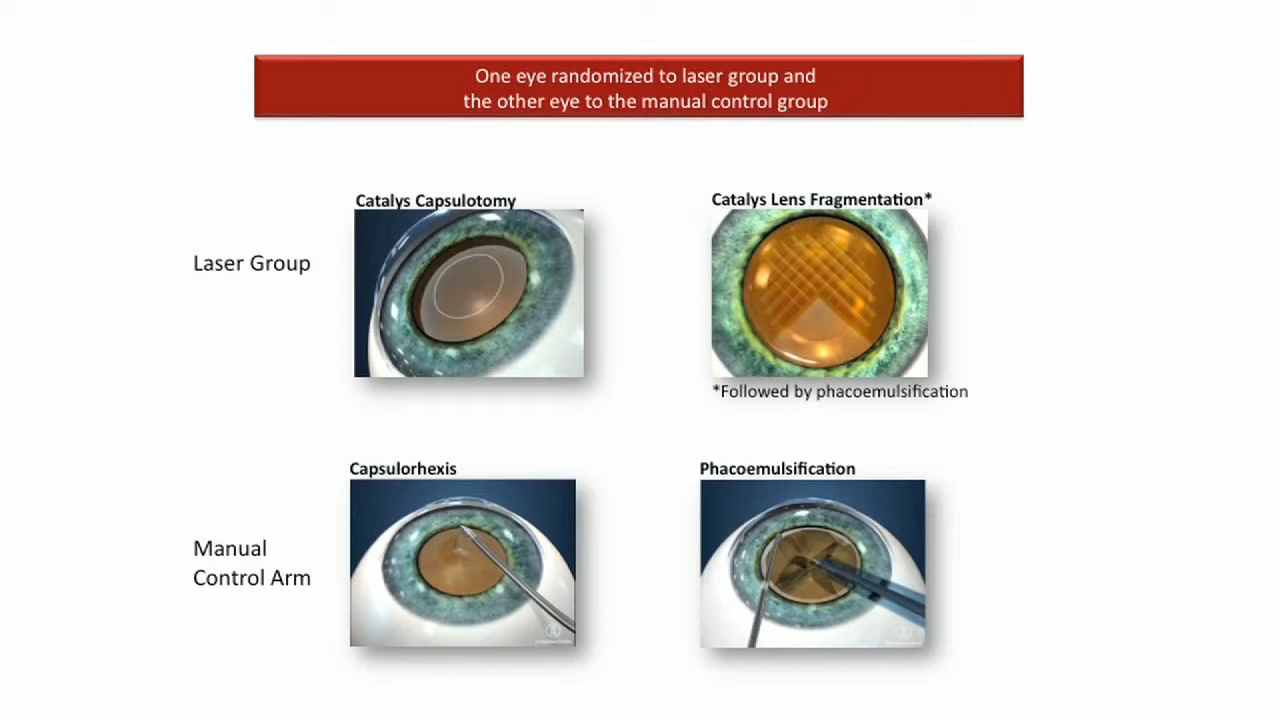 One eye randomized to laser group and
the other eye to the manual control group
Catalys Capsulotomy
Catalys Lens Fragmentation*
Laser Group
*Followed by phacoemulsification
Capsulorhexis
Phacoemulsification
Manual
Control Arm